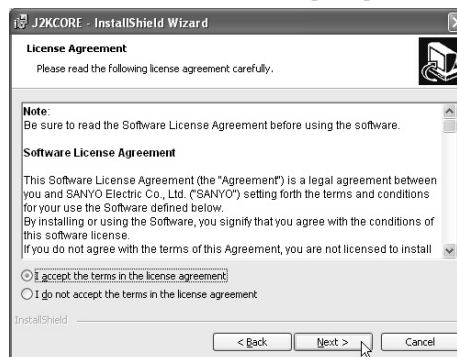 J2KCORE - InstallShield Wizard
License Agreement
Please read the following license agreement carefully.
Note:
Be sure to read the Software License Agreement before using the software.
Software License Agreement
This Software License Agreement (the "Agreement") is a legal agreement between
you and SANYO Electric Co., Ltd. ("SANYO") setting forth the terms and conditions
for your use the Software defined below.
By installing or using the Software, you signify that you agree with the conditions of
this software license.
If you do not agree with the terms of this Agreement, you are not licensed to install
I accept the terms in the license agreement
I do not accept the terms in the license agreement
InstallShield
< Back
Next >
Cancel